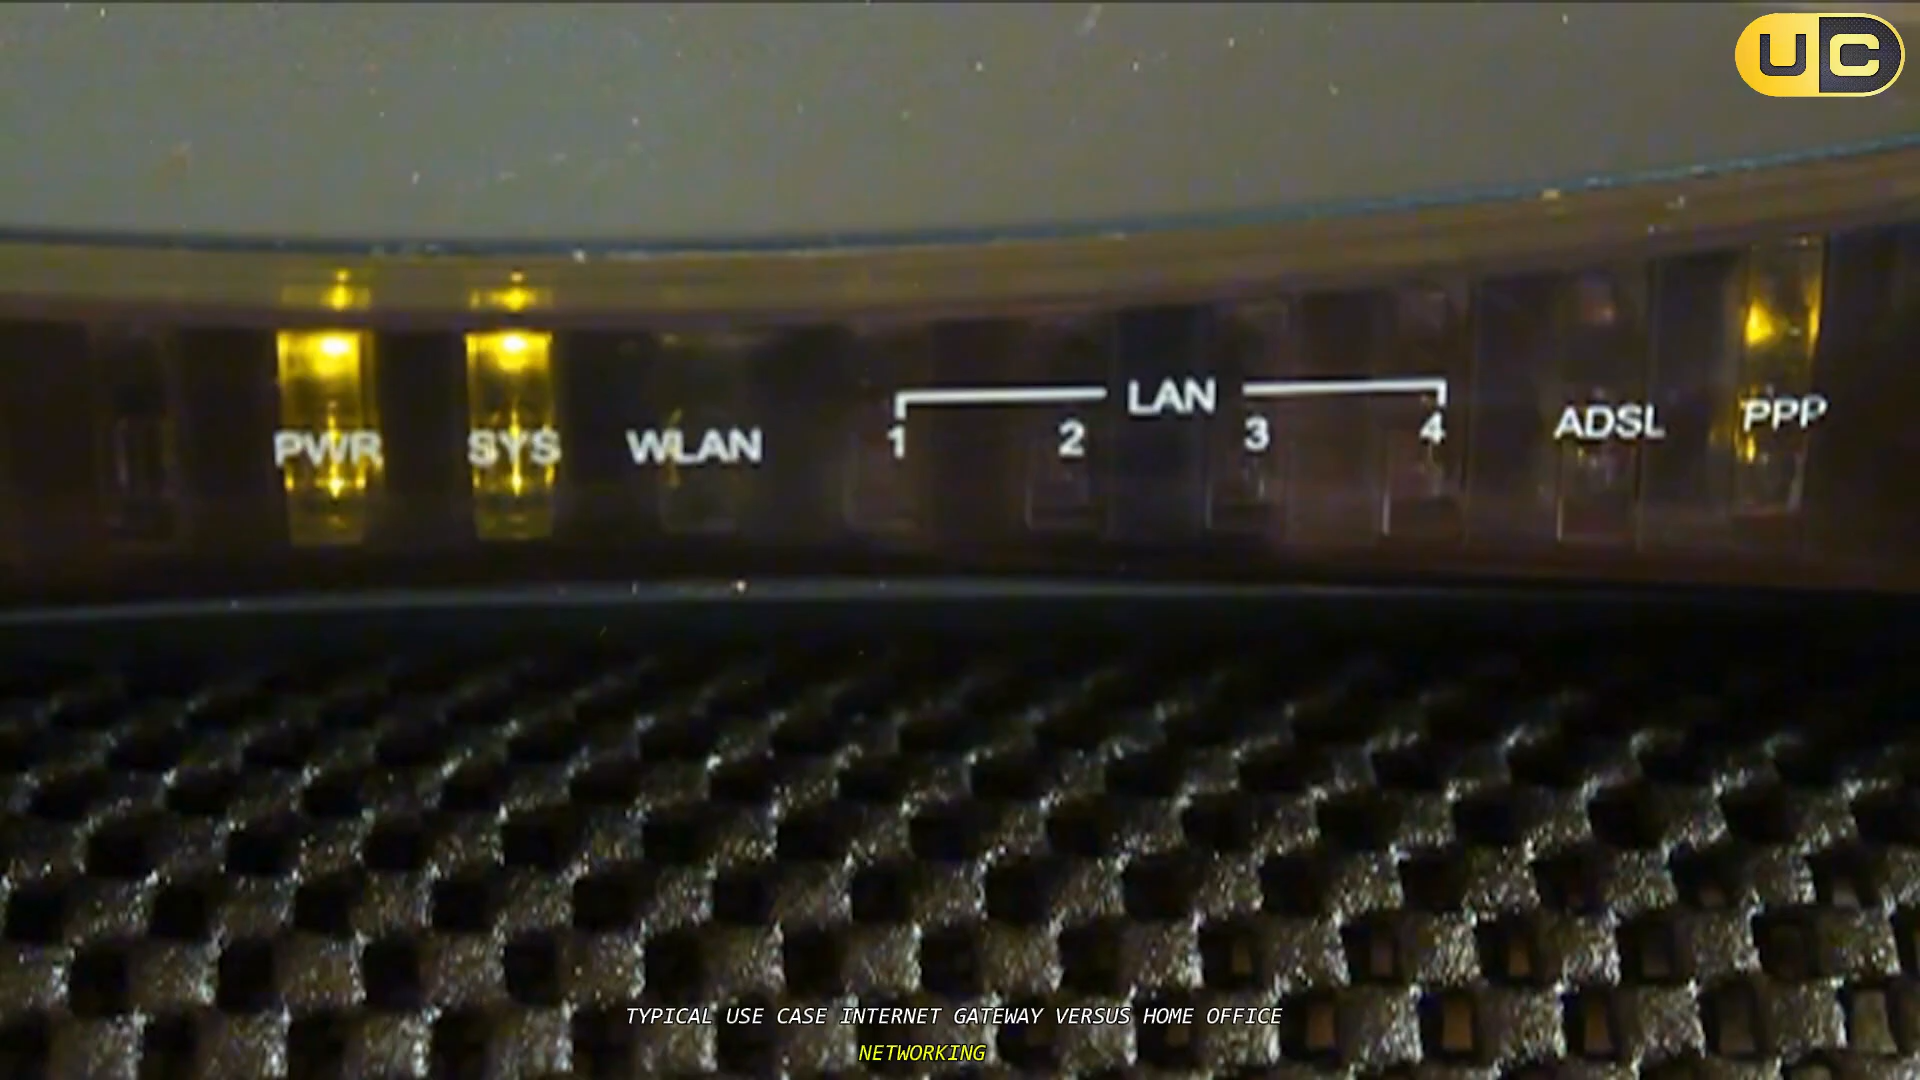 UC
PWR SYS WLAN LAN ADSL PPP
1 2 3 4
TYPICAL USE CASE INTERNET GATEWAY VERSUS HOME OFFICE
NETWORKING